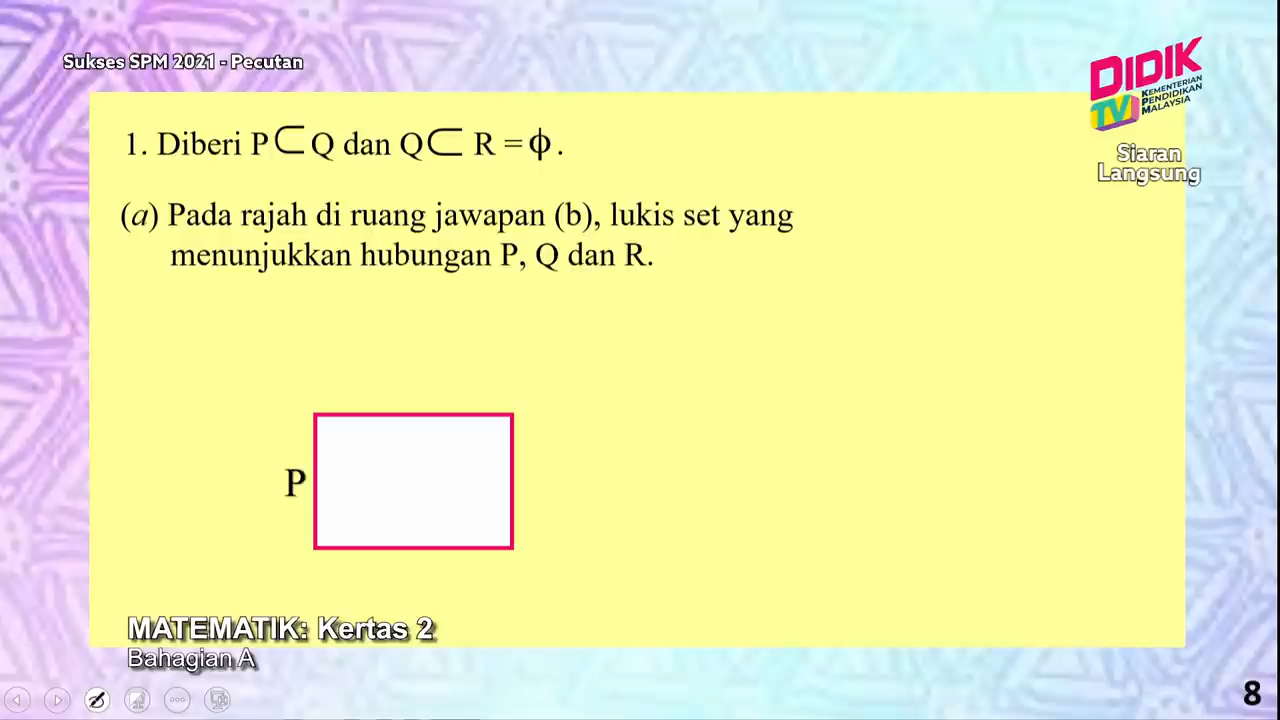 Sukses SPM 2021 - Pecutan
DIDIK
TV
KEMENTERIAN
PENDIDIKAN
MALAYSIA
Siaran
Langsung
1. Diberi P ⊂ Q dan Q ⊂ R = ϕ.
(a) Pada rajah di ruang jawapan (b), lukis set yang
menunjukkan hubungan P, Q dan R.
P
MATEMATIK: Kertas 2
Bahagian A
8